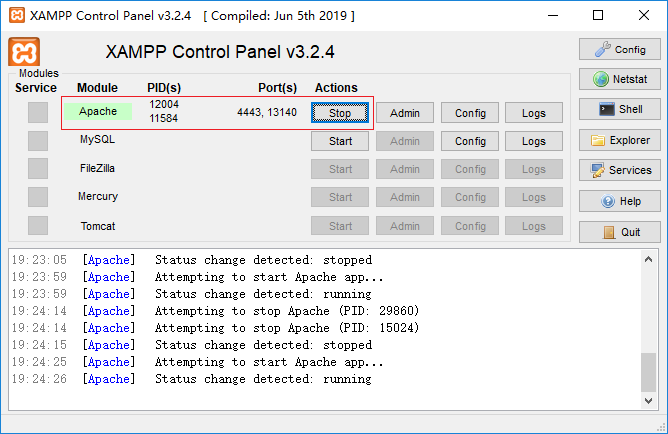 XAMPP Control Panel v3.2.4 [ Compiled: Jun 5th 2019 ]
XAMPP Control Panel v3.2.4
Config
Modules
Service Module PID(s) Port(s) Actions
Netstat
Apache 12004 11584 4443, 13140 Stop Admin Config Logs
Shell
MySQL Start Admin Config Logs
Explorer
FileZilla Start Admin Config Logs
Services
Mercury Start Admin Config Logs
Help
Tomcat Start Admin Config Logs
Quit
19:23:05 [Apache] Status change detected: stopped
19:23:59 [Apache] Attempting to start Apache app...
19:23:59 [Apache] Status change detected: running
19:24:14 [Apache] Attempting to stop Apache (PID: 29860)
19:24:14 [Apache] Attempting to stop Apache (PID: 15024)
19:24:15 [Apache] Status change detected: stopped
19:24:25 [Apache] Attempting to start Apache app...
19:24:26 [Apache] Status change detected: running